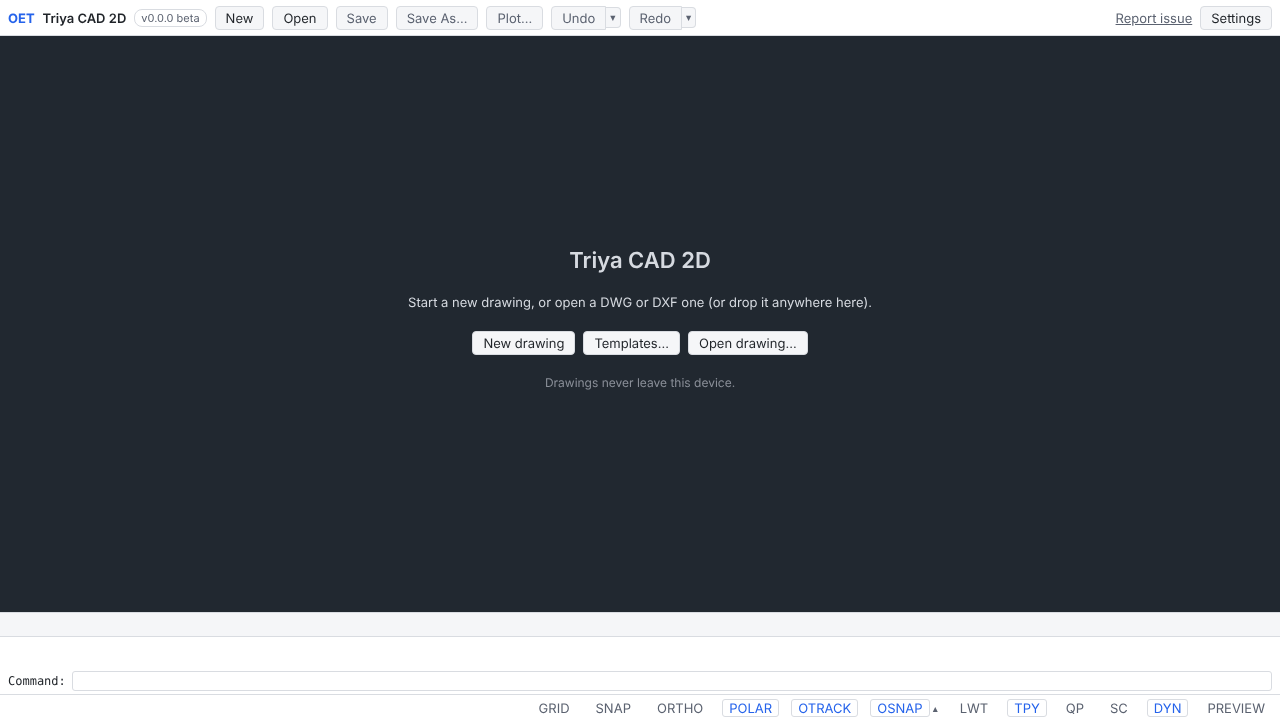 OET Triya CAD 2D v0.0.0 beta New Open Save Save As... Plot... Undo ▾ Redo ▾ Report issue Settings
Triya CAD 2D
Start a new drawing, or open a DWG or DXF one (or drop it anywhere here).
New drawing Templates... Open drawing...
Drawings never leave this device.
Command:
GRID SNAP ORTHO POLAR OTRACK OSNAP ▴ LWT TPY QP SC DYN PREVIEW